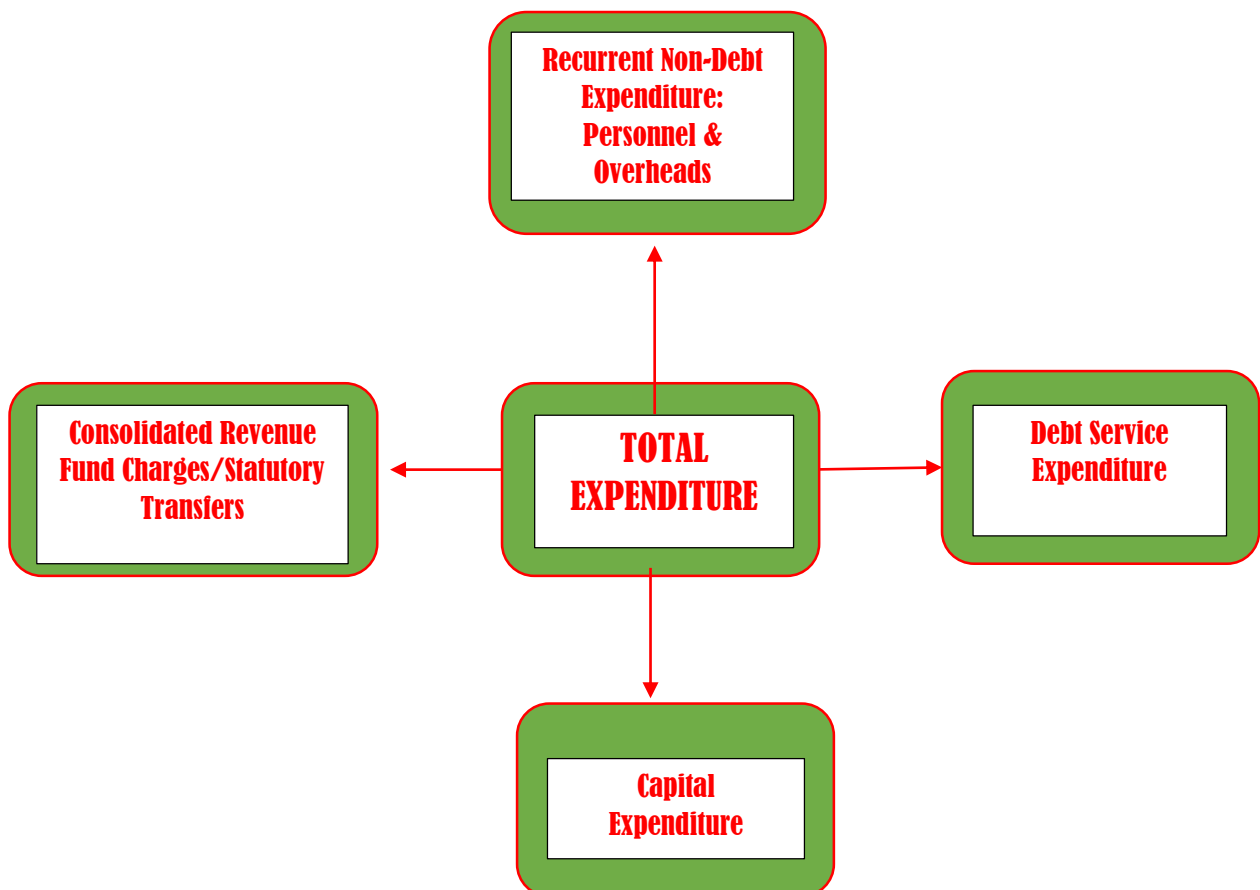 Recurrent Non-Debt
Expenditure:
Personnel &
Overheads
Consolidated Revenue
Fund Charges/Statutory
Transfers
TOTAL
EXPENDITURE
Debt Service
Expenditure
Capital
Expenditure